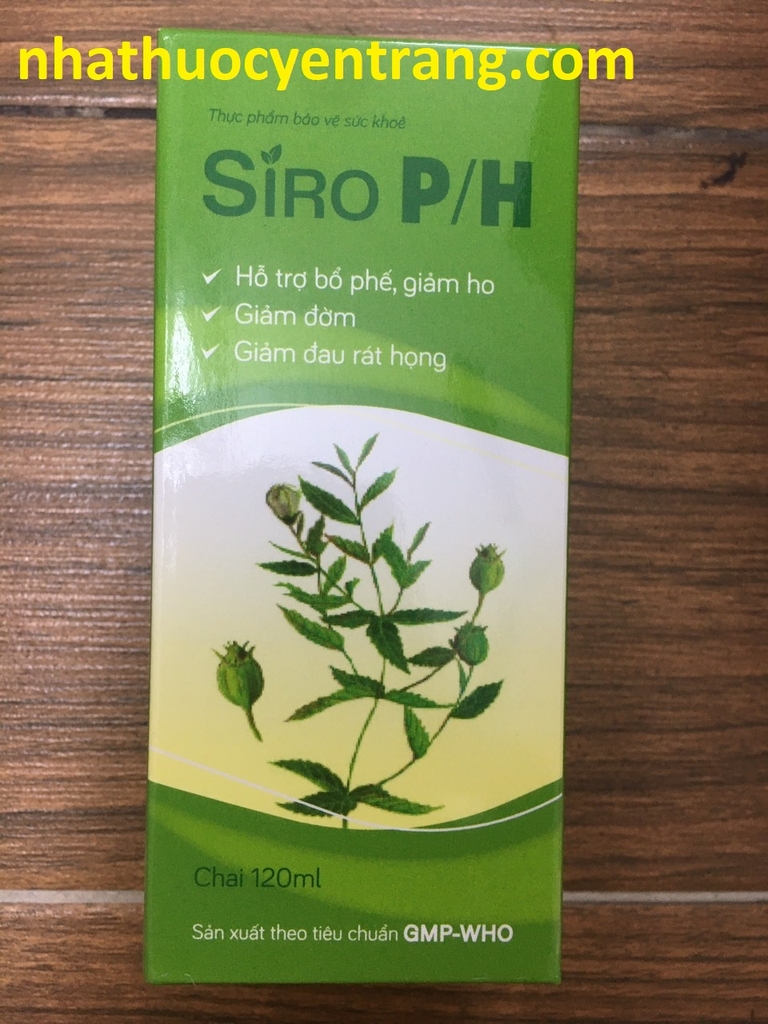 nhathuocyentrang.com
Thực phẩm bảo vệ sức khoẻ
SIRO P/H
Hỗ trợ bổ phế, giảm ho
Giảm đờm
Giảm đau rát họng
Chai 120ml
Sản xuất theo tiêu chuẩn GMP-WHO